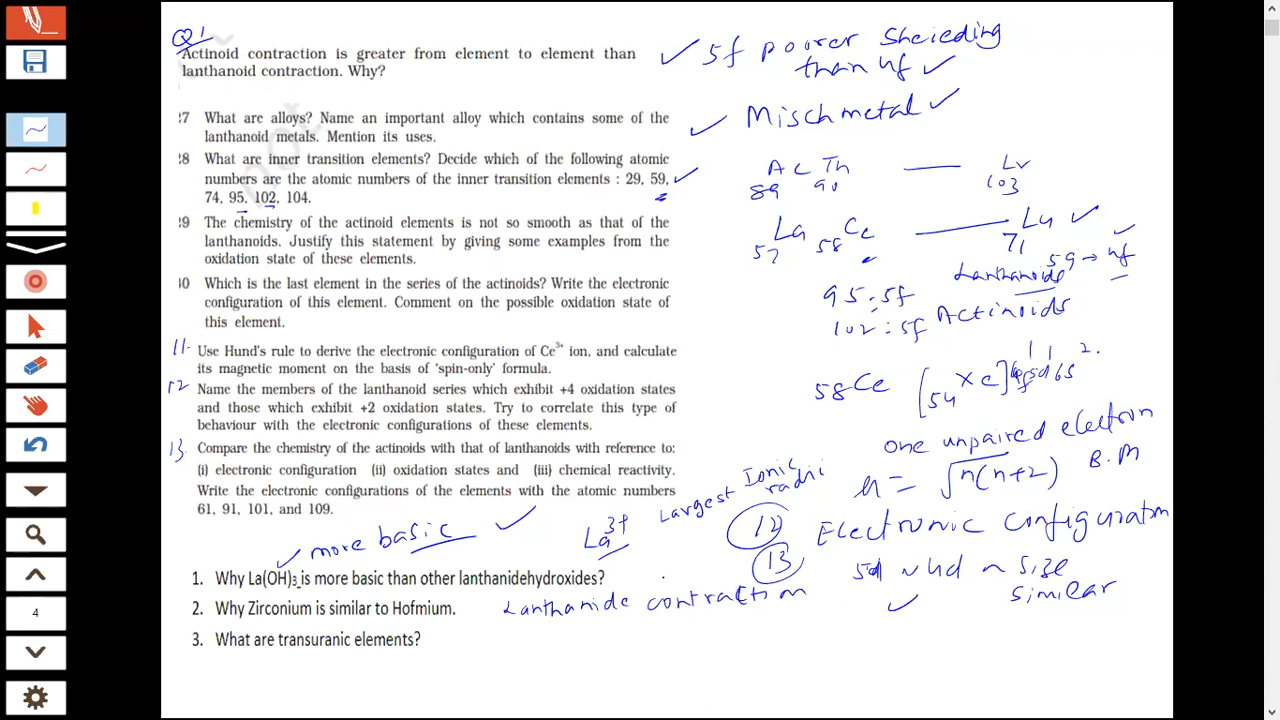 Q1
Actinoid contraction is greater from element to element than
lanthanoid contraction. Why?
5f poorer sheieding
than 4f
27 What are alloys? Name an important alloy which contains some of the
lanthanoid metals. Mention its uses.
Mischmetal
28 What are inner transition elements? Decide which of the following atomic
numbers are the atomic numbers of the inner transition elements : 29, 59,
74, 95, 102, 104.
Ac Th Lr
89 90 103
La Ce Lu
57 58 71
59 → 4f
Lanthanoids
29 The chemistry of the actinoid elements is not so smooth as that of the
lanthanoids. Justify this statement by giving some examples from the
oxidation state of these elements.
95 : 5f
102 : 5f Actinoids
30 Which is the last element in the series of the actinoids? Write the electronic
configuration of this element. Comment on the possible oxidation state of
this element.
11. Use Hund's rule to derive the electronic configuration of Ce3+ ion, and calculate
its magnetic moment on the basis of 'spin-only' formula.
58Ce [54Xe] 4f1 5d1 6s2.
12 Name the members of the lanthanoid series which exhibit +4 oxidation states
and those which exhibit +2 oxidation states. Try to correlate this type of
behaviour with the electronic configurations of these elements.
one unpaired electron
13. Compare the chemistry of the actinoids with that of lanthanoids with reference to:
(i) electronic configuration (ii) oxidation states and (iii) chemical reactivity.
Write the electronic configurations of the elements with the atomic numbers
61, 91, 101, and 109.
μ = √n(n+2) B.M
Largest Ionic
radii
12 Electronic configuration
13
more basic
La3+
5d ~ 4d ~ size
similar
1. Why La(OH)3 is more basic than other lanthanidehydroxides?
2. Why Zirconium is similar to Hofmium.
Lanthanide contraction
3. What are transuranic elements?
4